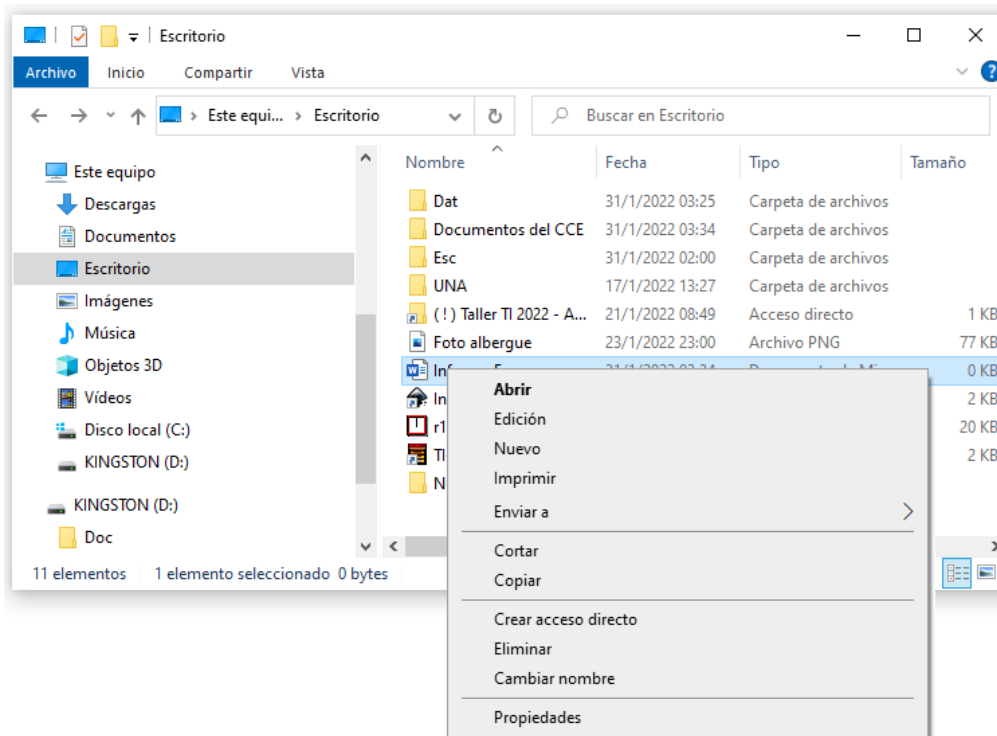 Escritorio
Archivo Inicio Compartir Vista
Este equi... Escritorio Buscar en Escritorio
Nombre Fecha Tipo Tamaño
Este equipo
Descargas
Documentos
Escritorio
Imágenes
Música
Objetos 3D
Vídeos
Disco local (C:)
KINGSTON (D:)
KINGSTON (D:)
Doc
Dat 31/1/2022 03:25 Carpeta de archivos
Documentos del CCE 31/1/2022 03:34 Carpeta de archivos
Esc 31/1/2022 02:00 Carpeta de archivos
UNA 17/1/2022 13:27 Carpeta de archivos
(!) Taller TI 2022 - A... 21/1/2022 08:49 Acceso directo 1 KB
Foto albergue 23/1/2022 23:00 Archivo PNG 77 KB
0 KB
In 2 KB
r1 20 KB
TI 2 KB
N
Abrir
Edición
Nuevo
Imprimir
Enviar a
Cortar
Copiar
Crear acceso directo
Eliminar
Cambiar nombre
Propiedades
11 elementos 1 elemento seleccionado 0 bytes